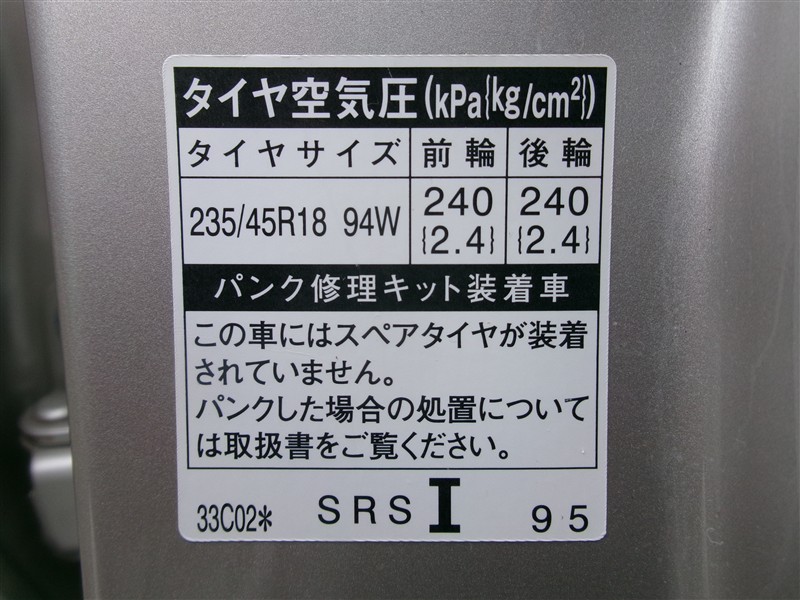 タイヤ空気圧(kPa{kg/cm²})
タイヤサイズ 前輪 後輪
235/45R18 94W 240 240
{2.4} {2.4}
パンク修理キット装着車
この車にはスペアタイヤが装着
されていません。
パンクした場合の処置について
は取扱書をご覧ください。
33C02* SRS I 95